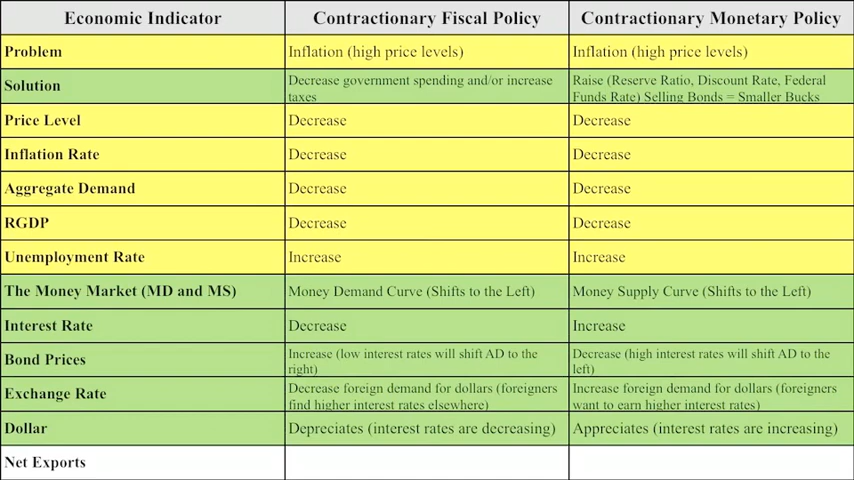 Economic Indicator Contractionary Fiscal Policy Contractionary Monetary Policy
Problem Inflation (high price levels) Inflation (high price levels)
Solution Decrease government spending and/or increase taxes Raise (Reserve Ratio, Discount Rate, Federal Funds Rate) Selling Bonds = Smaller Bucks
Price Level Decrease Decrease
Inflation Rate Decrease Decrease
Aggregate Demand Decrease Decrease
RGDP Decrease Decrease
Unemployment Rate Increase Increase
The Money Market (MD and MS) Money Demand Curve (Shifts to the Left) Money Supply Curve (Shifts to the Left)
Interest Rate Decrease Increase
Bond Prices Increase (low interest rates will shift AD to the right) Decrease (high interest rates will shift AD to the left)
Exchange Rate Decrease foreign demand for dollars (foreigners find higher interest rates elsewhere) Increase foreign demand for dollars (foreigners want to earn higher interest rates)
Dollar Depreciates (interest rates are decreasing) Appreciates (interest rates are increasing)
Net Exports